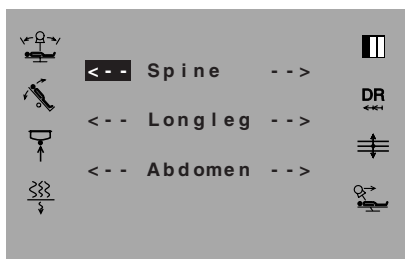 <-- Spine -->
DR
<-- Longleg -->
<-- Abdomen -->